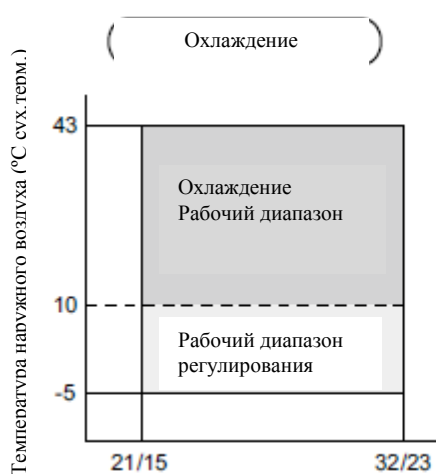 Охлаждение
Температура наружного воздуха (°C сух.терм.)
43
Охлаждение
Рабочий диапазон
10
Рабочий диапазон
регулирования
-5
21/15
32/23